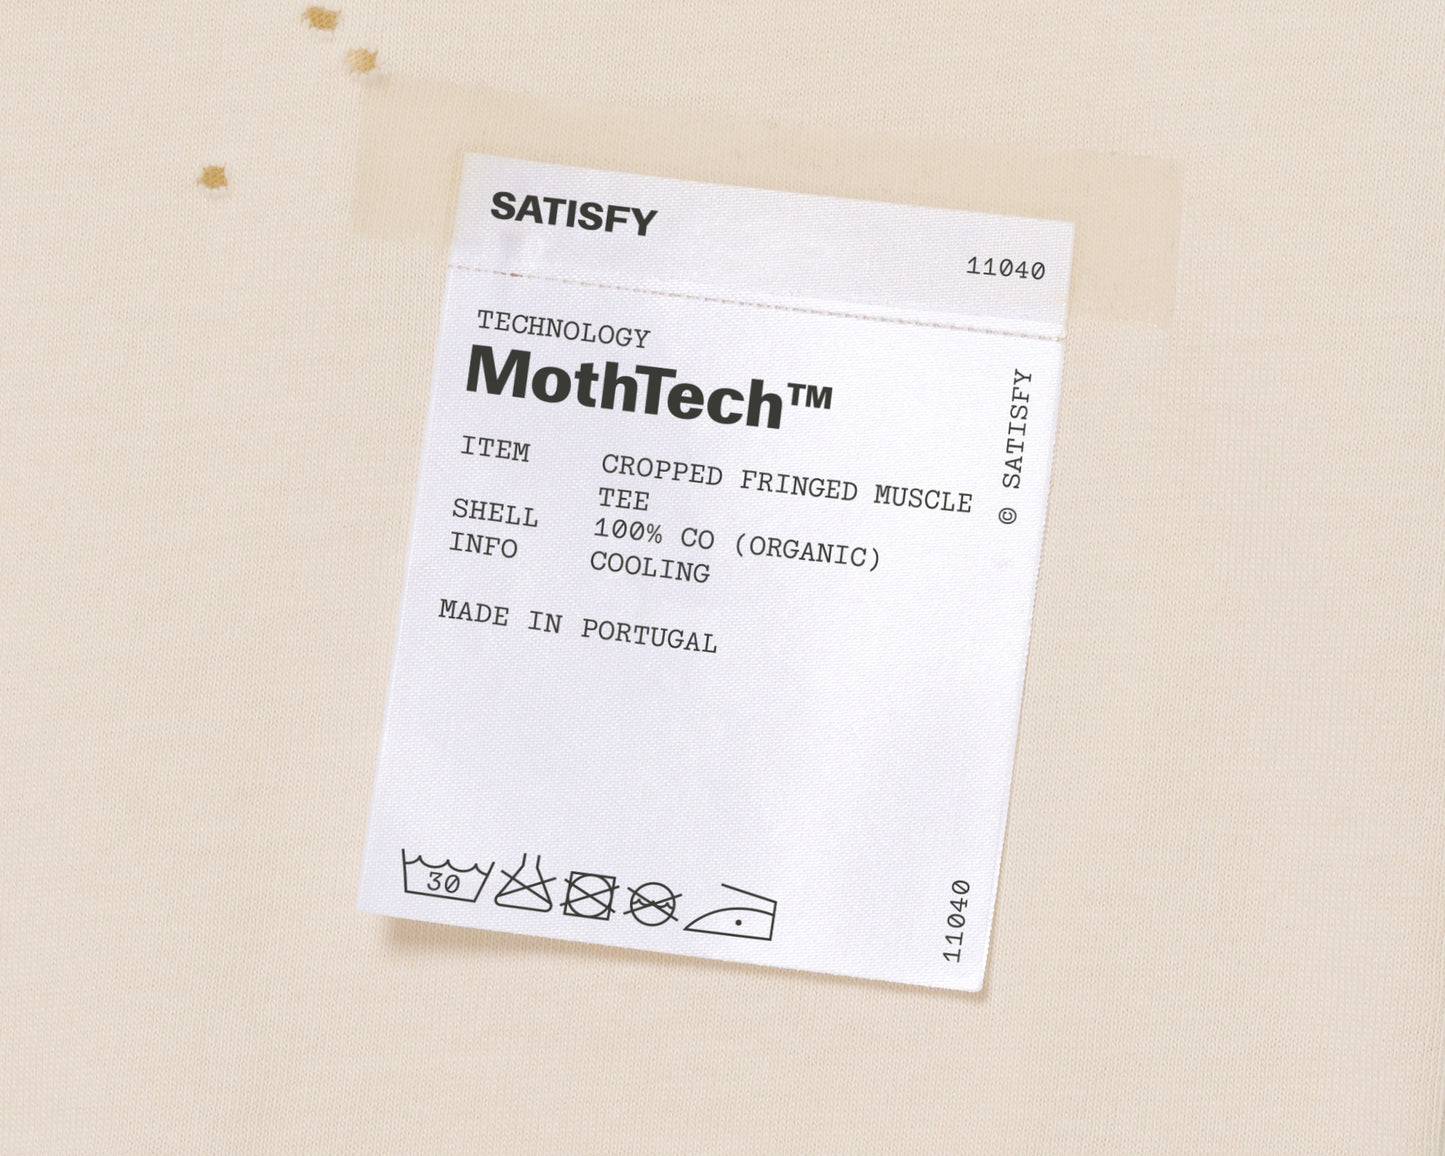 SATISFY
11040
TECHNOLOGY
MothTech™
ITEM CROPPED FRINGED MUSCLE
TEE
SHELL 100% CO (ORGANIC)
INFO COOLING
MADE IN PORTUGAL
© SATISFY
30
11040